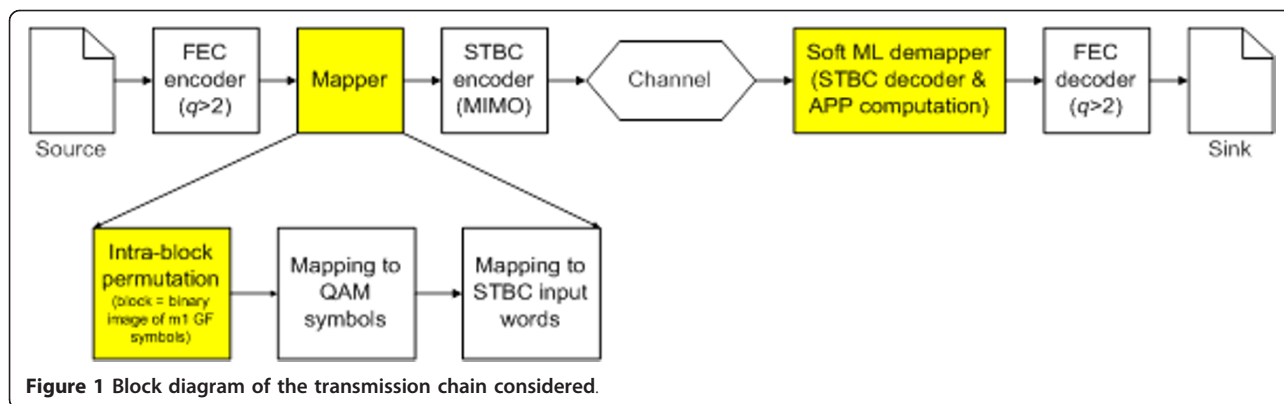 FEC
encoder
(q>2)
Mapper
STBC
encoder
(MIMO)
Channel
Soft ML demapper
(STBC decoder &
APP computation)
FEC
decoder
(q>2)
Source
Sink
Intra-block
permutation
(block = binary
image of m1 GF
symbols)
Mapping to
QAM
symbols
Mapping to
STBC input
words
Figure 1 Block diagram of the transmission chain considered.